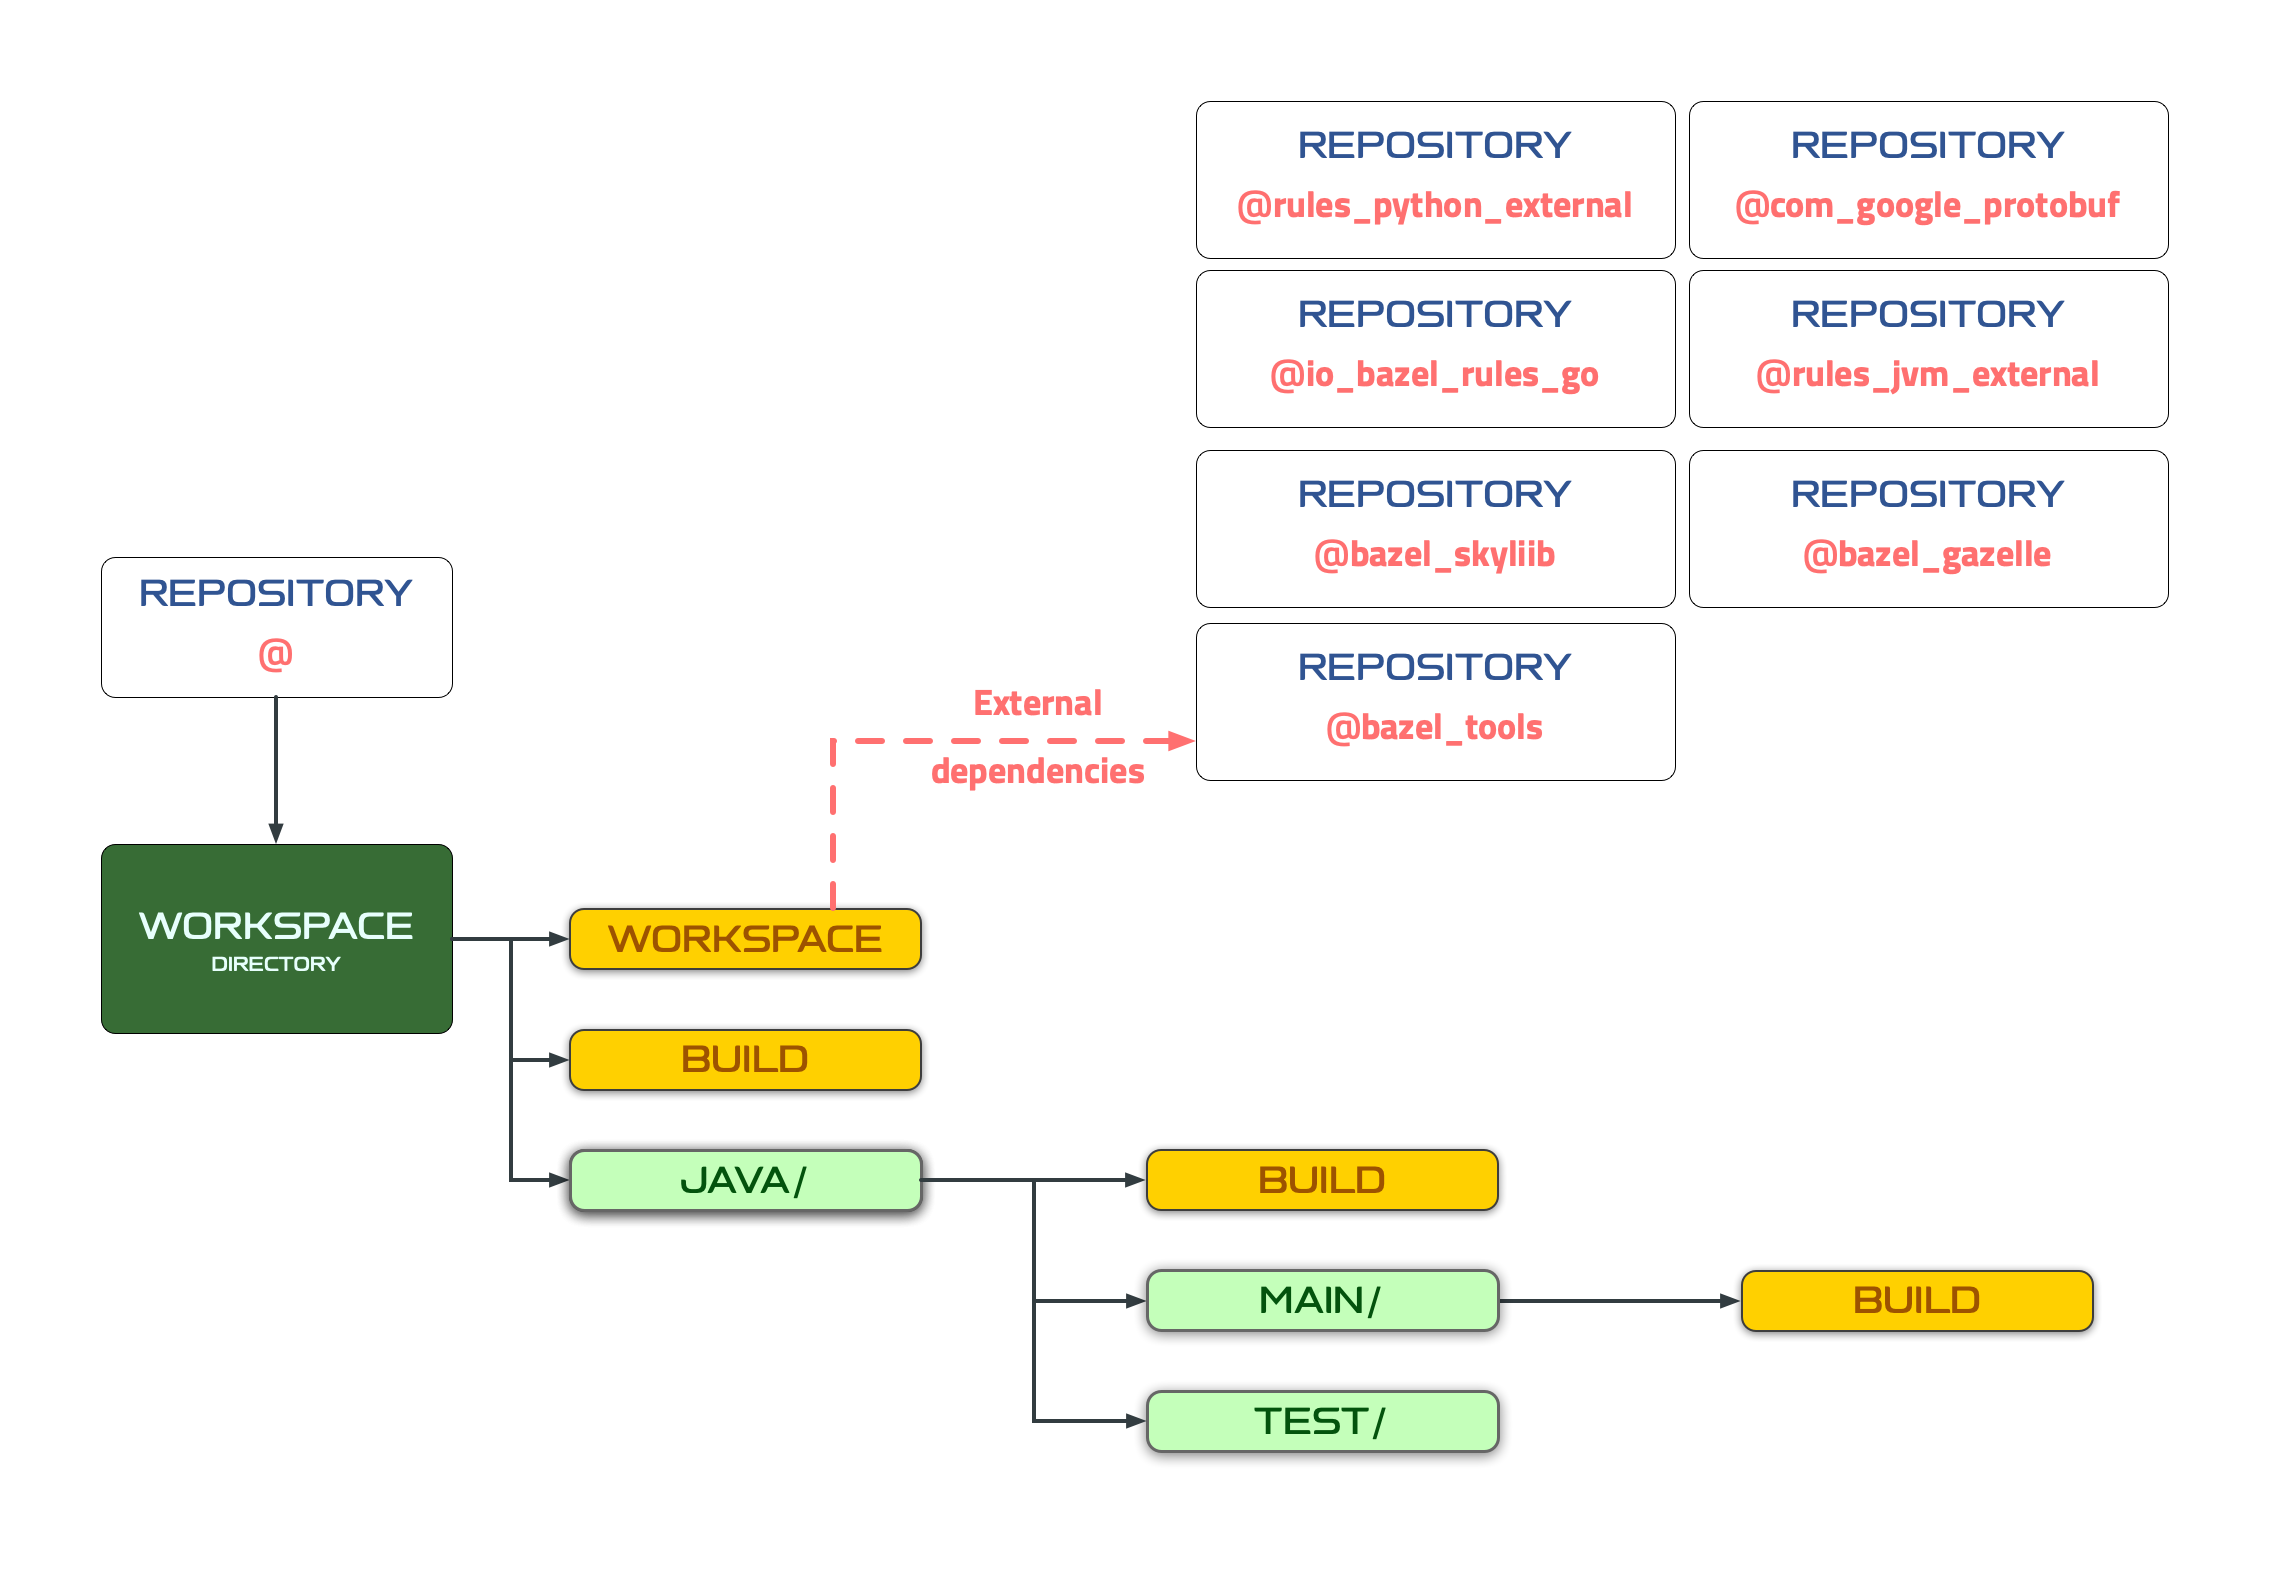 REPOSITORY
@rules_python_external
REPOSITORY
@com_google_protobuf
REPOSITORY
@io_bazel_rules_go
REPOSITORY
@rules_jvm_external
REPOSITORY
@bazel_skyliib
REPOSITORY
@bazel_gazelle
REPOSITORY
@
REPOSITORY
@bazel_tools
External
dependencies
WORKSPACE
DIRECTORY
WORKSPACE
BUILD
JAVA/
BUILD
MAIN/
BUILD
TEST/